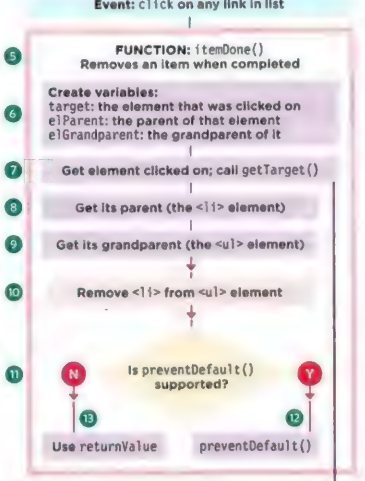 Event: click on any link in list
5
FUNCTION: itemDone()
Removes an item when completed
6
Create variables:
target: the element that was clicked on
elParent: the parent of that element
elGrandparent: the grandparent of it
7
Get element clicked on; call getTarget()
8
Get its parent (the <li> element)
9
Get its grandparent (the <ul> element)
10
Remove <li> from <ul> element
11
N
Is preventDefault()
supported?
Y
13
12
Use returnValue
preventDefault()